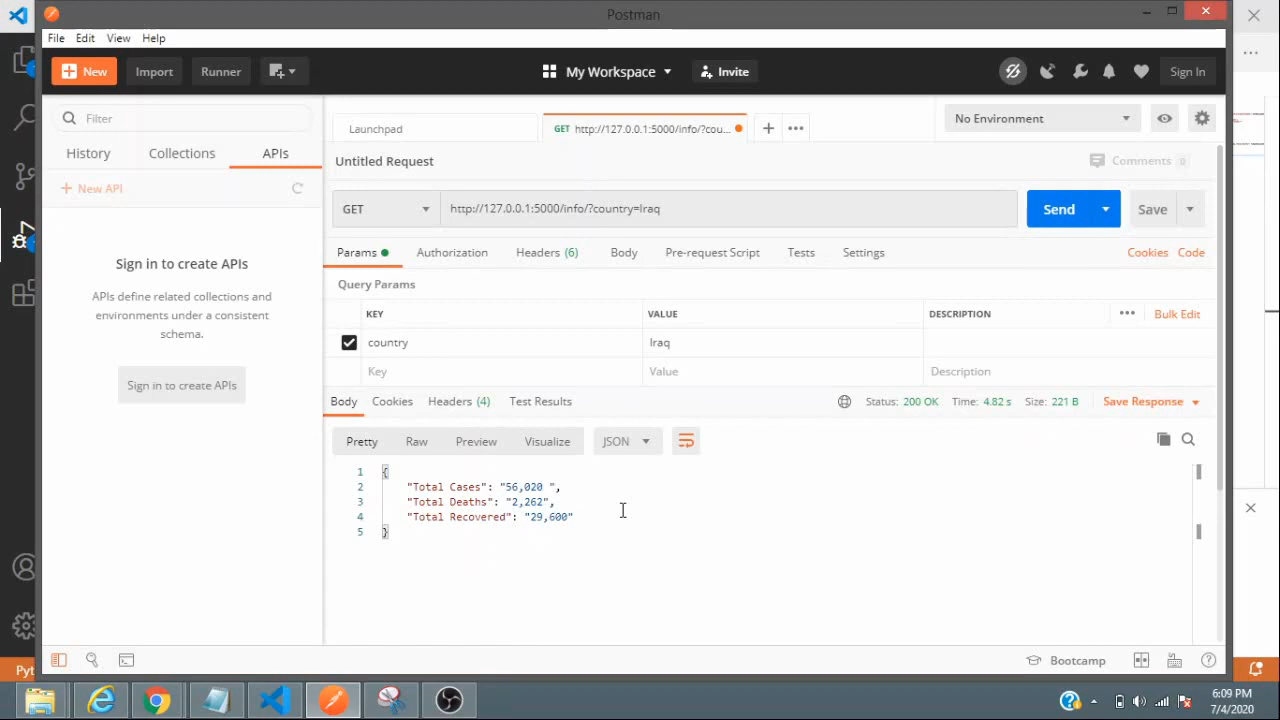 Postman
File Edit View Help
New Import Runner My Workspace Invite Sign In
Filter
History Collections APIs
+ New API
Sign in to create APIs
APIs define related collections and
environments under a consistent
schema.
Sign in to create APIs
Launchpad GET http://127.0.0.1:5000/info/?cou... + ••• No Environment
Untitled Request Comments 0
GET http://127.0.0.1:5000/info/?country=Iraq Send Save
Params Authorization Headers (6) Body Pre-request Script Tests Settings Cookies Code
Query Params
KEY VALUE DESCRIPTION ••• Bulk Edit
country Iraq
Key Value Description
Body Cookies Headers (4) Test Results Status: 200 OK Time: 4.82 s Size: 221 B Save Response
Pretty Raw Preview Visualize JSON
1 {
2 "Total Cases": "56,020 ",
3 "Total Deaths": "2,262",
4 "Total Recovered": "29,600"
5 }
Bootcamp
Pyt
6:09 PM
7/4/2020